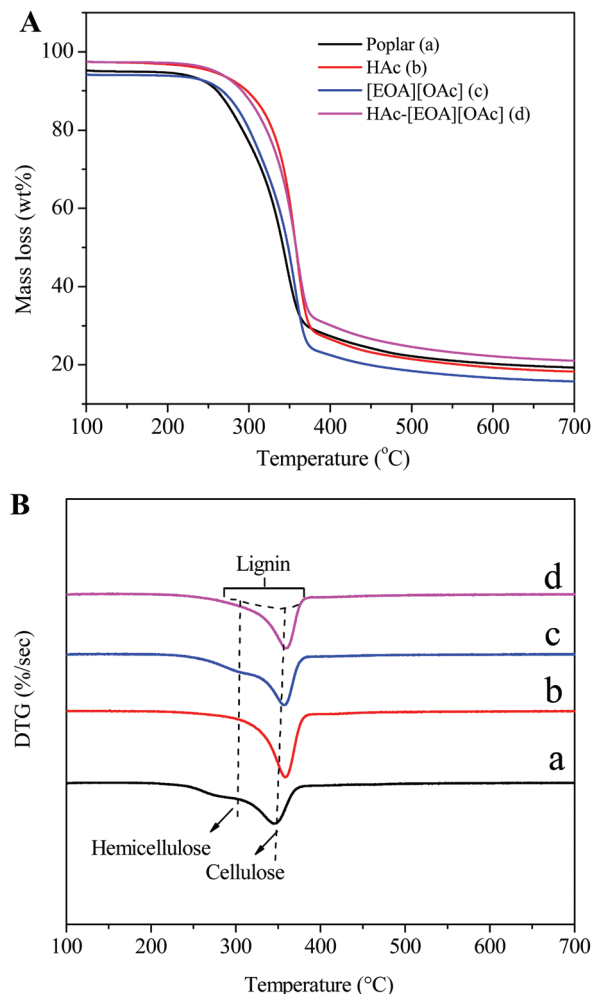 A
Poplar (a)
HAc (b)
[EOA][OAc] (c)
HAc-[EOA][OAc] (d)
Mass loss (wt%)
100
80
60
40
20
100 200 300 400 500 600 700
Temperature (°C)
B
Lignin
d
c
b
a
DTG (%/sec)
Hemicellulose
Cellulose
100 200 300 400 500 600 700
Temperature (°C)